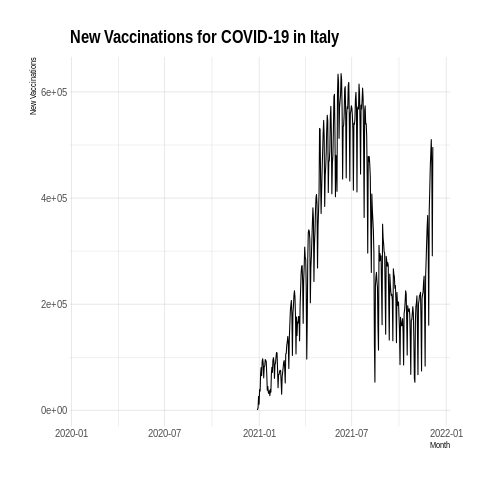 New Vaccinations for COVID-19 in Italy
New Vaccinations
6e+05
4e+05
2e+05
0e+00
2020-01 2020-07 2021-01 2021-07 2022-01
Month